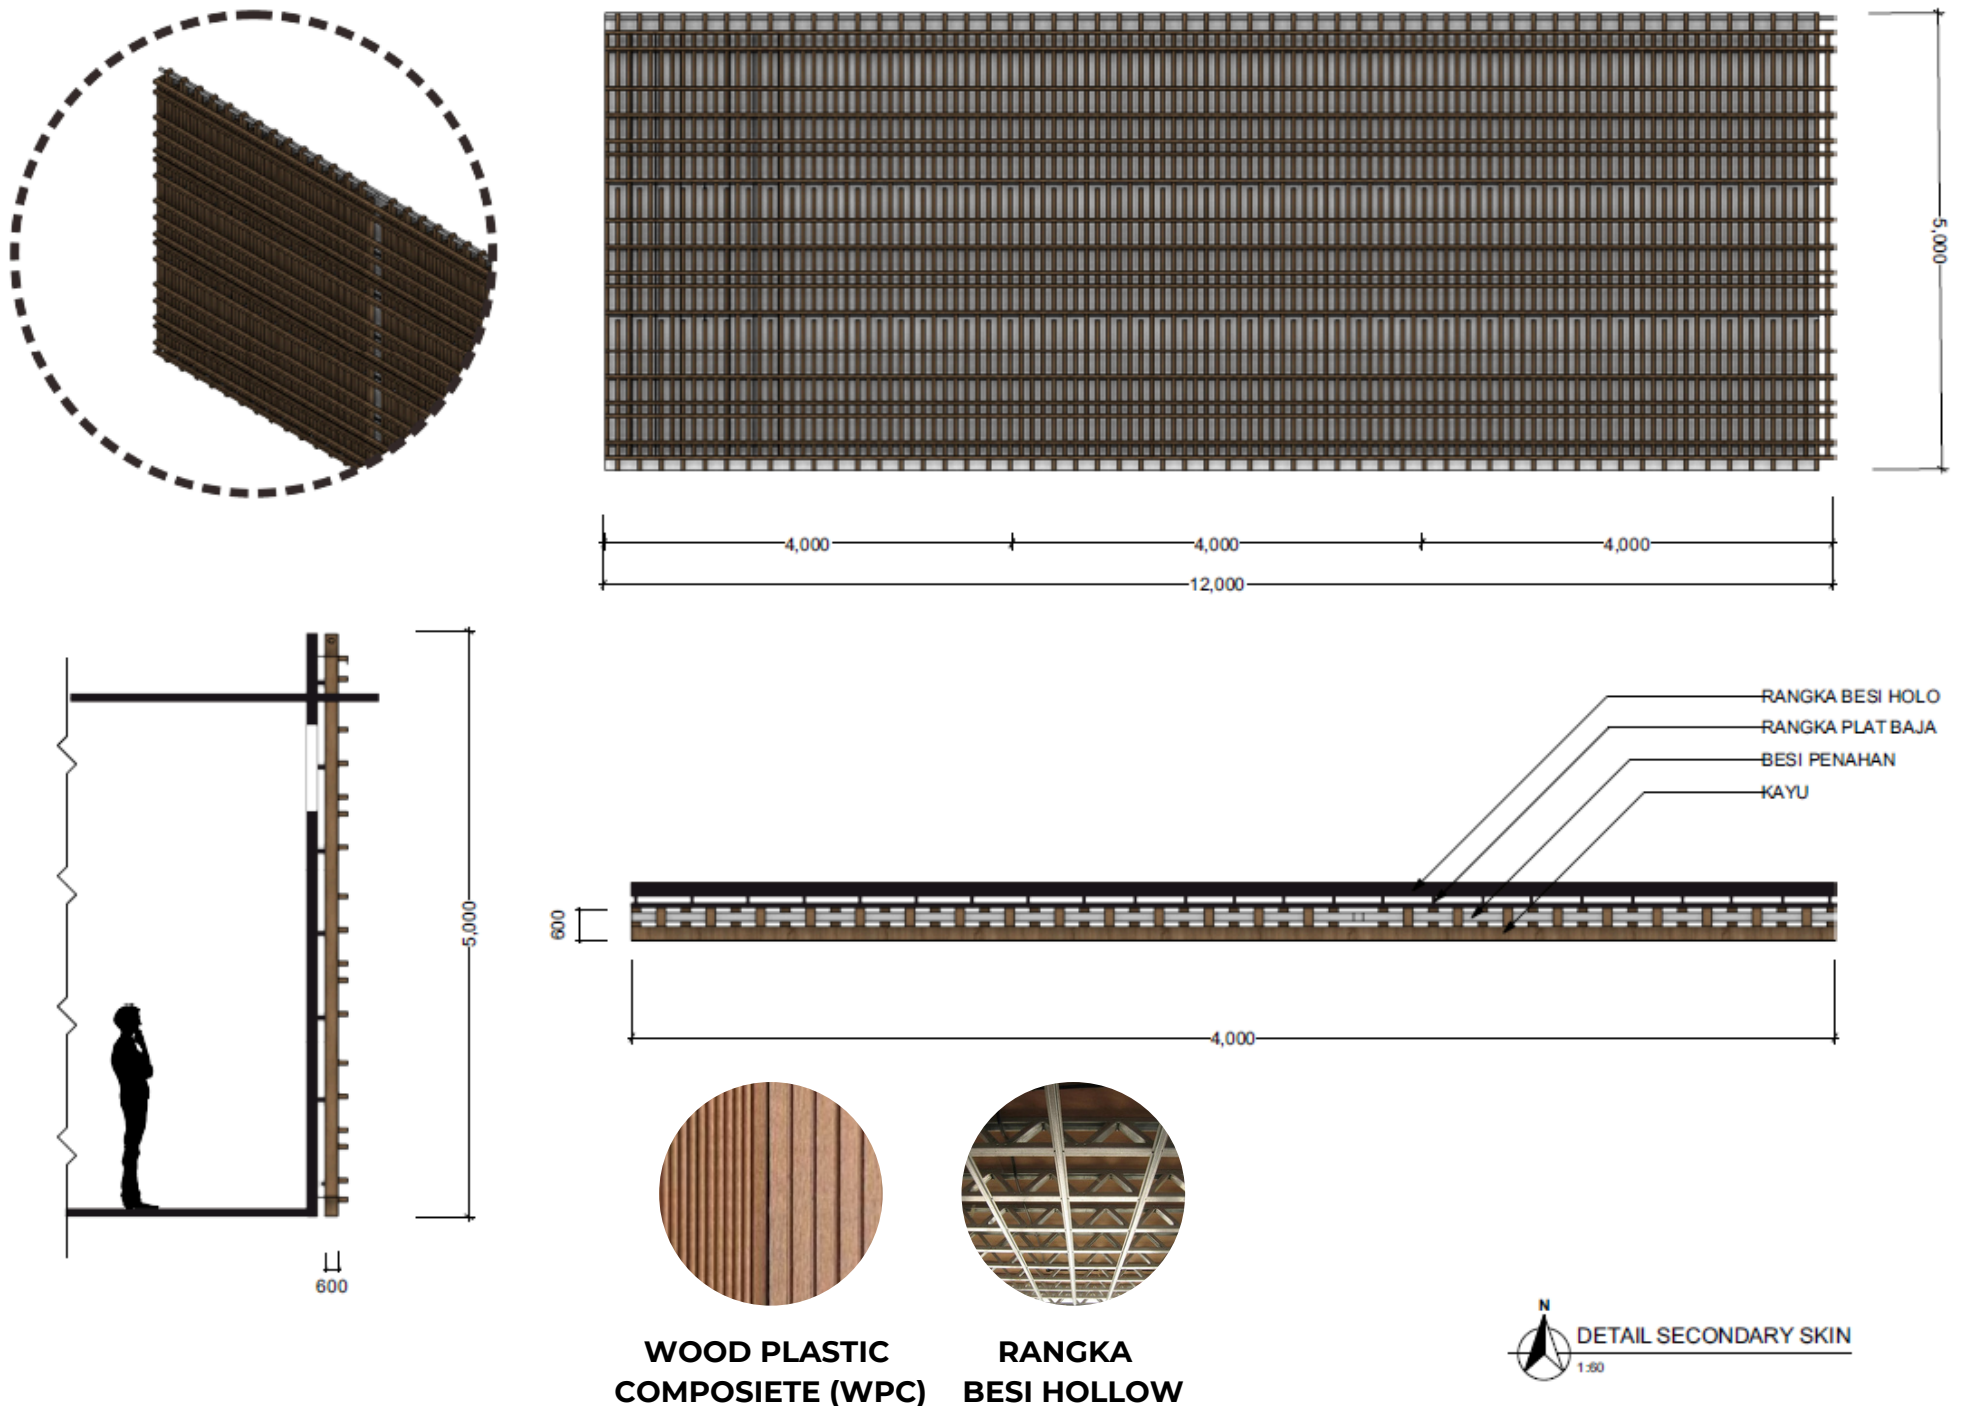 5,000
4,000
4,000
4,000
12,000
5,000
600
RANGKA BESI HOLO
RANGKA PLAT BAJA
BESI PENAHAN
KAYU
600
4,000
WOOD PLASTIC
COMPOSIETE (WPC)
RANGKA
BESI HOLLOW
N
DETAIL SECONDARY SKIN
1:60